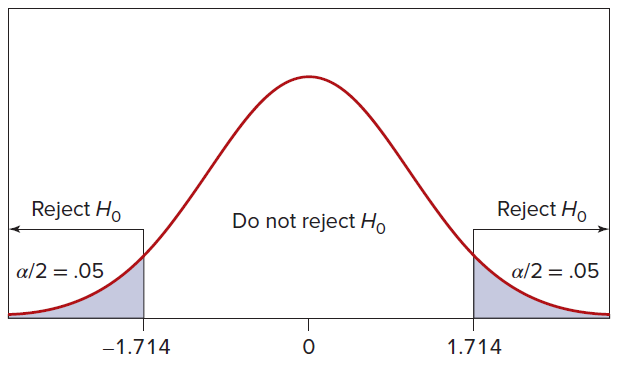 Reject H₀
Do not reject H₀
Reject H₀
α/2 = .05
α/2 = .05
–1.714
0
1.714